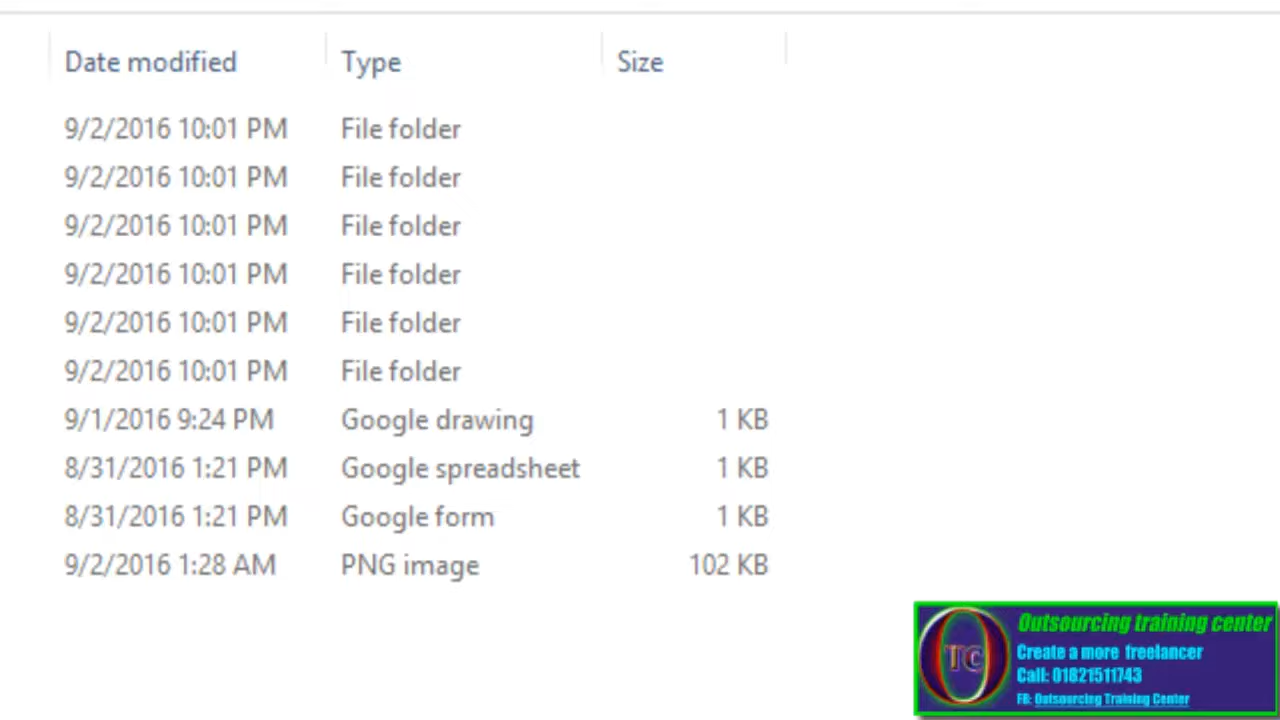 Date modified Type Size
9/2/2016 10:01 PM File folder
9/2/2016 10:01 PM File folder
9/2/2016 10:01 PM File folder
9/2/2016 10:01 PM File folder
9/2/2016 10:01 PM File folder
9/2/2016 10:01 PM File folder
9/1/2016 9:24 PM Google drawing 1 KB
8/31/2016 1:21 PM Google spreadsheet 1 KB
8/31/2016 1:21 PM Google form 1 KB
9/2/2016 1:28 AM PNG image 102 KB
OTC
Outsourcing training center
Create a more freelancer
Call: 01821511743
FB: Outsourcing Training Center